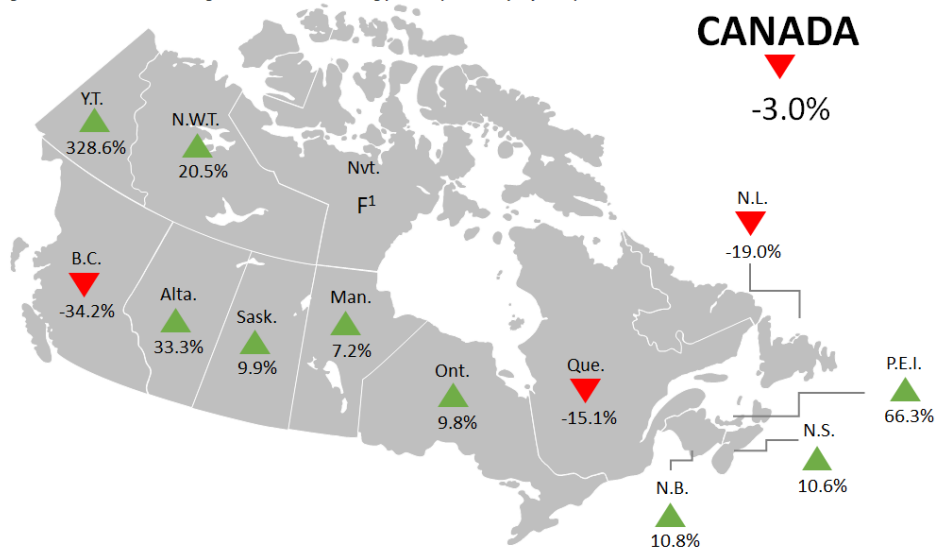 CANADA
-3.0%
Y.T.
328.6%
N.W.T.
20.5%
Nvt.
F¹
N.L.
-19.0%
B.C.
-34.2%
Alta.
33.3%
Sask.
9.9%
Man.
7.2%
Ont.
9.8%
Que.
-15.1%
P.E.I.
66.3%
N.S.
10.6%
N.B.
10.8%